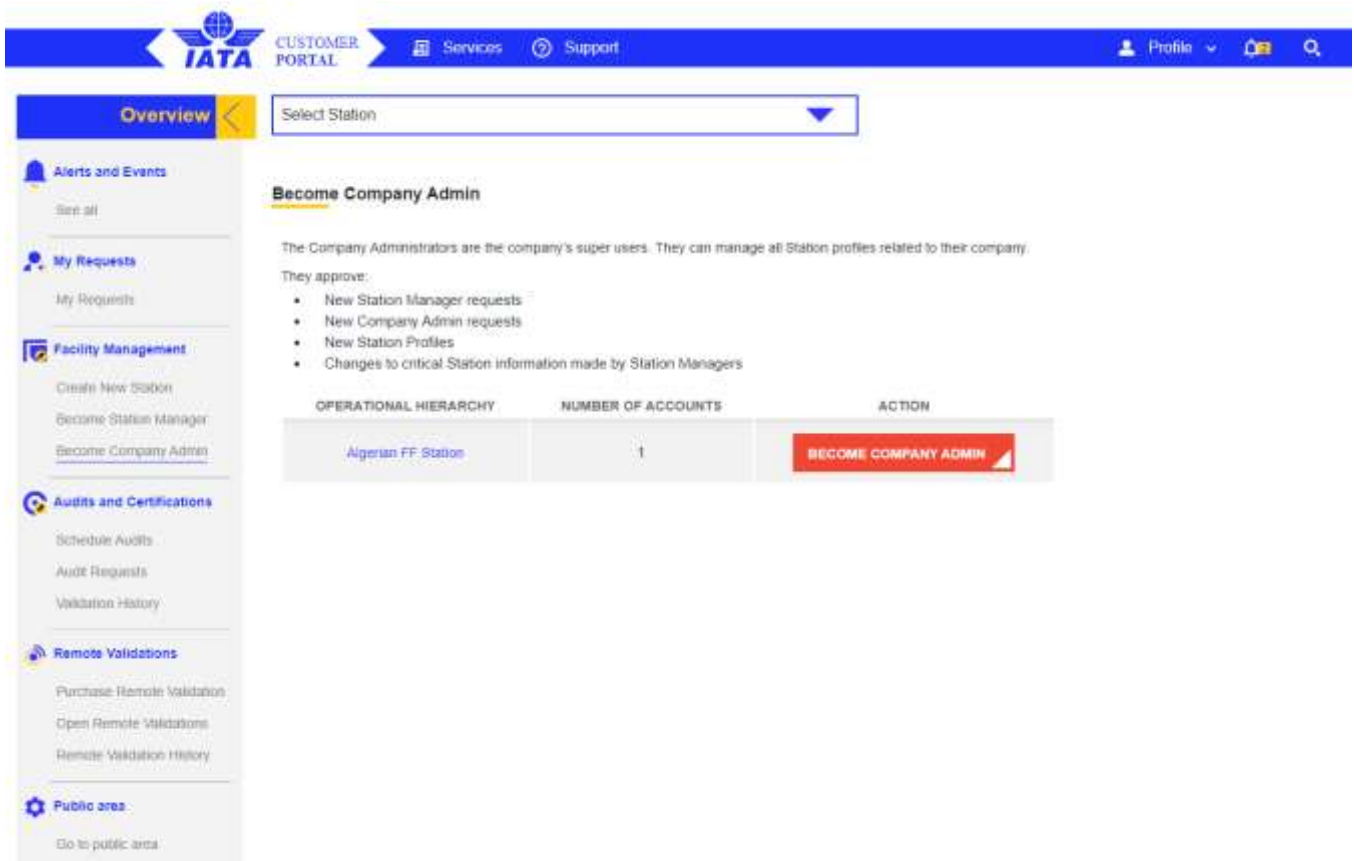 IATA
CUSTOMER
PORTAL
Services
Support
Profile
Overview
Select Station
Alerts and Events
See all
My Requests
My Requests
Facility Management
Create New Station
Become Station Manager
Become Company Admin
Audits and Certifications
Schedule Audits
Audit Requests
Validation History
Remote Validations
Purchase Remote Validation
Open Remote Validations
Remote Validation History
Public area
Go to public area
Become Company Admin
The Company Administrators are the company's super users. They can manage all Station profiles related to their company.
They approve:
• New Station Manager requests
• New Company Admin requests
• New Station Profiles
• Changes to critical Station information made by Station Managers
OPERATIONAL HIERARCHY NUMBER OF ACCOUNTS ACTION
Algerian FF Station 1 BECOME COMPANY ADMIN